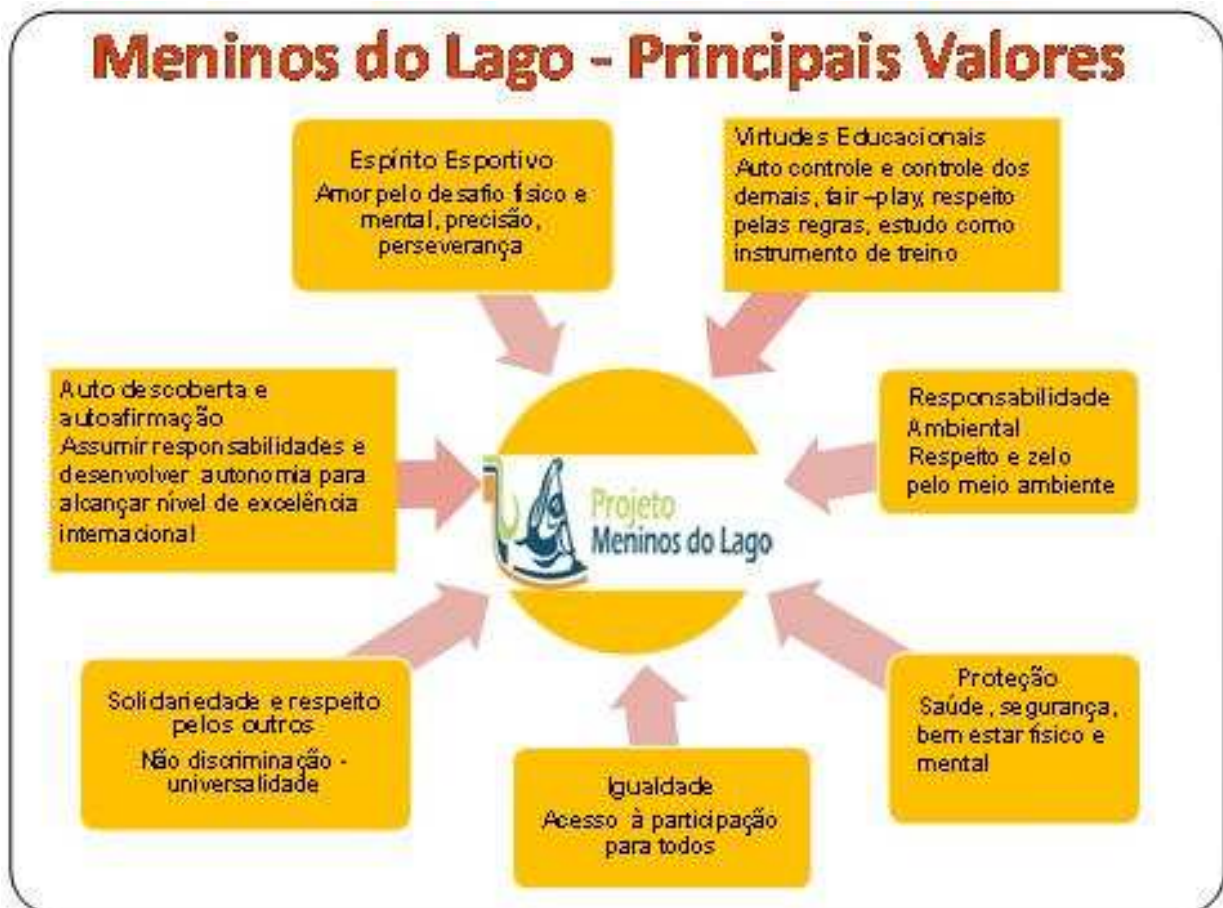 Meninos do Lago - Principais Valores
Espírito Esportivo
Amor pelo desafio físico e
mental, precisão,
perseverança
Virtudes Educacionais
Auto controle e controle dos
demais, fair –play, respeito
pelas regras, estudo como
instrumento de treino
Auto descoberta e
autoafirmação
Assumir responsabilidades e
desenvolver autonomia para
alcançar nível de excelência
internacional
Responsabilidade
Ambiental
Respeito e zelo
pelo meio ambiente
Projeto
Meninos do Lago
Solidariedade e respeito
pelos outros
Não discriminação -
universalidade
Igualdade
Acesso à participação
para todos
Proteção
Saúde, segurança,
bem estar físico e
mental